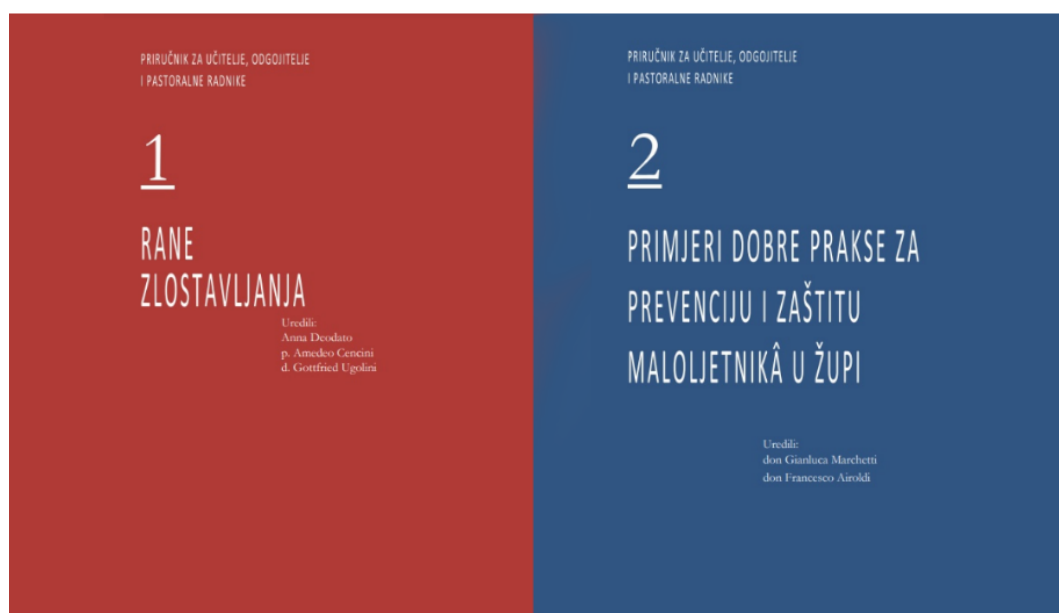 PRIRUČNIK ZA UČITELJE, ODGOJITELJE
I PASTORALNE RADNIKE
1
RANE
ZLOSTAVLJANJA
Uredili:
Anna Deodato
p. Amedeo Cencini
d. Gottfried Ugolini
PRIRUČNIK ZA UČITELJE, ODGOJITELJE
I PASTORALNE RADNIKE
2
PRIMJERI DOBRE PRAKSE ZA
PREVENCIJU I ZAŠTITU
MALOLJETNIKÂ U ŽUPI
Uredili:
don Gianluca Marchetti
don Francesco Airoldi